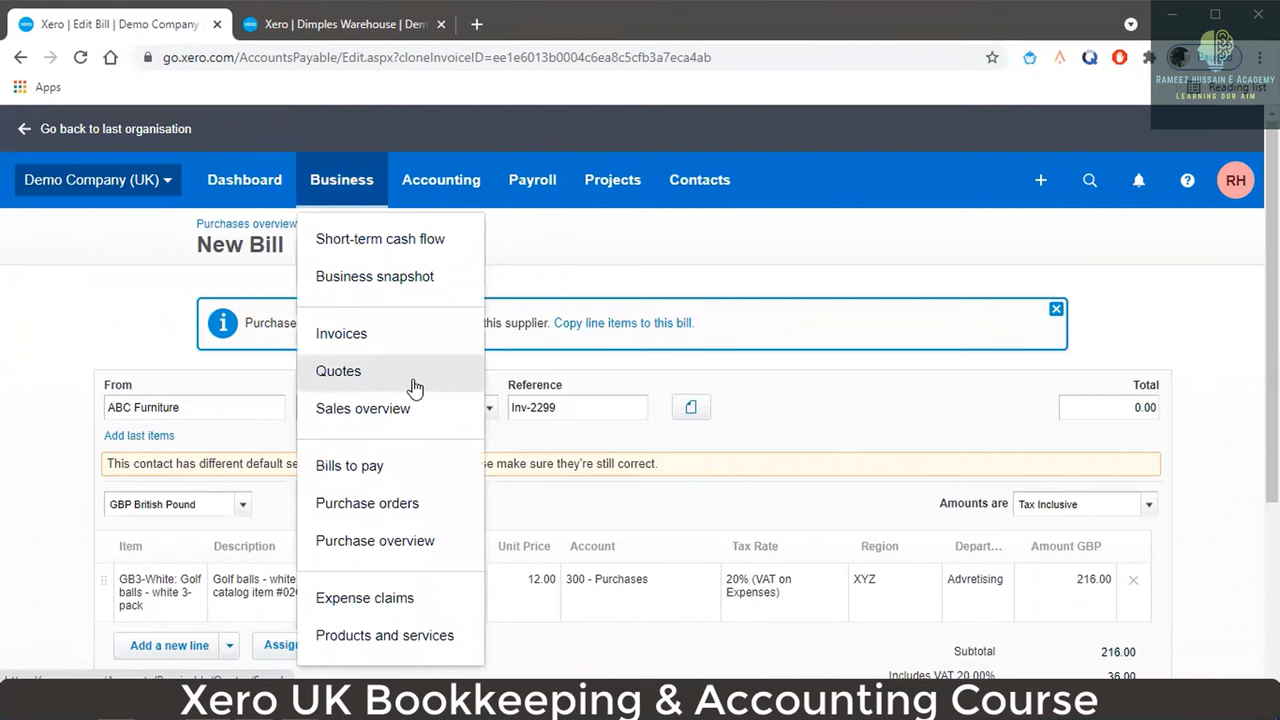 Xero | Edit Bill | Demo Company
Xero | Dimples Warehouse | Dem
go.xero.com/AccountsPayable/Edit.aspx?cloneInvoiceID=ee1e6013b0004c6ea8c5cfb3a7eca4ab
Apps
Reading list
RAMEEZ HUSSAIN E ACADEMY
LEARNING OUR AIM
Go back to last organisation
Demo Company (UK)
Dashboard
Business
Accounting
Payroll
Projects
Contacts
RH
Purchases overview
New Bill
Short-term cash flow
Business snapshot
Invoices
Quotes
Sales overview
Bills to pay
Purchase orders
Purchase overview
Expense claims
Products and services
Purchase
this supplier. Copy line items to this bill.
From
Reference
Total
ABC Furniture
Inv-2299
0.00
Add last items
This contact has different default se
se make sure they're still correct.
GBP British Pound
Amounts are
Tax Inclusive
Item
Description
Unit Price
Account
Tax Rate
Region
Depart...
Amount GBP
GB3-White: Golf balls - white 3-pack
Golf balls - white
catalog item #02
12.00
300 - Purchases
20% (VAT on Expenses)
XYZ
Advretising
216.00
Add a new line
Assig
Subtotal
216.00
Includes VAT 20.00%
36.00
Xero UK Bookkeeping & Accounting Course